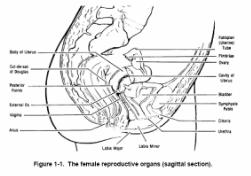 Fallopian
(Uterine)
Tube
Fimbriae
Ovary
Body of Uterus
Cul-de-sac
of Douglas
Cavity of
Uterus
Posterior
Fornix
Bladder
External Os
Symphysis
Pubis
Vagina
Clitoris
Anus
Urethra
Labia Major
Labia Minor
Figure 1-1. The female reproductive organs (sagittal section).